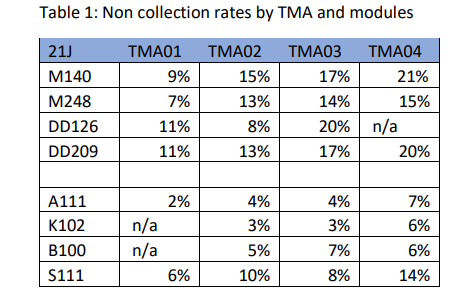 Table 1: Non collection rates by TMA and modules
21J TMA01 TMA02 TMA03 TMA04
M140 9% 15% 17% 21%
M248 7% 13% 14% 15%
DD126 11% 8% 20% n/a
DD209 11% 13% 17% 20%
A111 2% 4% 4% 7%
K102 n/a 3% 3% 6%
B100 n/a 5% 7% 6%
S111 6% 10% 8% 14%